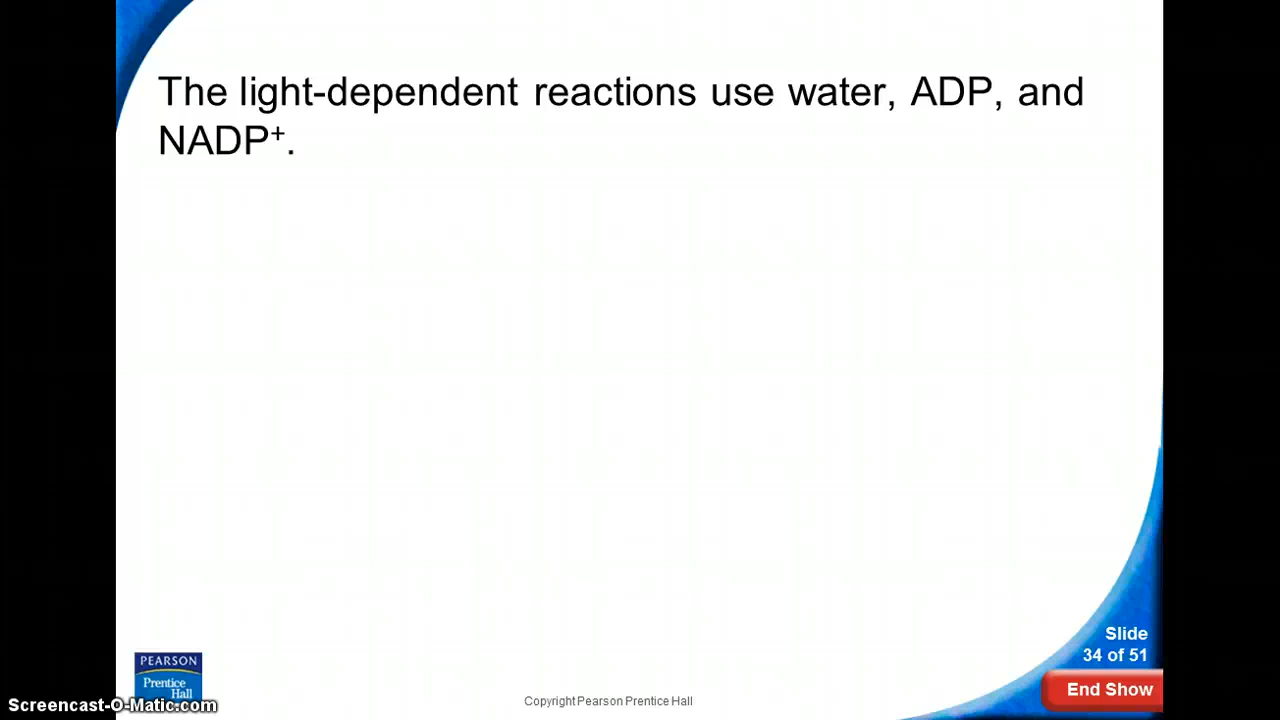 The light-dependent reactions use water, ADP, and
NADP⁺.
Slide
34 of 51
End Show
PEARSON
Prentice
Hall
Copyright Pearson Prentice Hall
Screencast-O-Matic.com